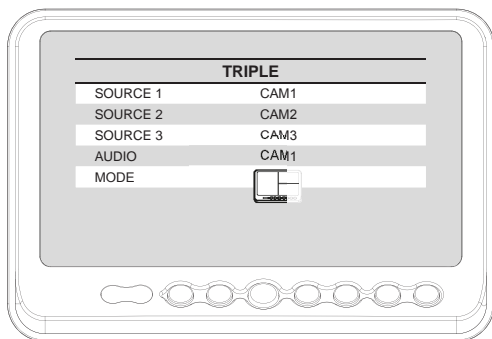 TRIPLE
SOURCE 1 CAM1
SOURCE 2 CAM2
SOURCE 3 CAM3
AUDIO CAM1
MODE